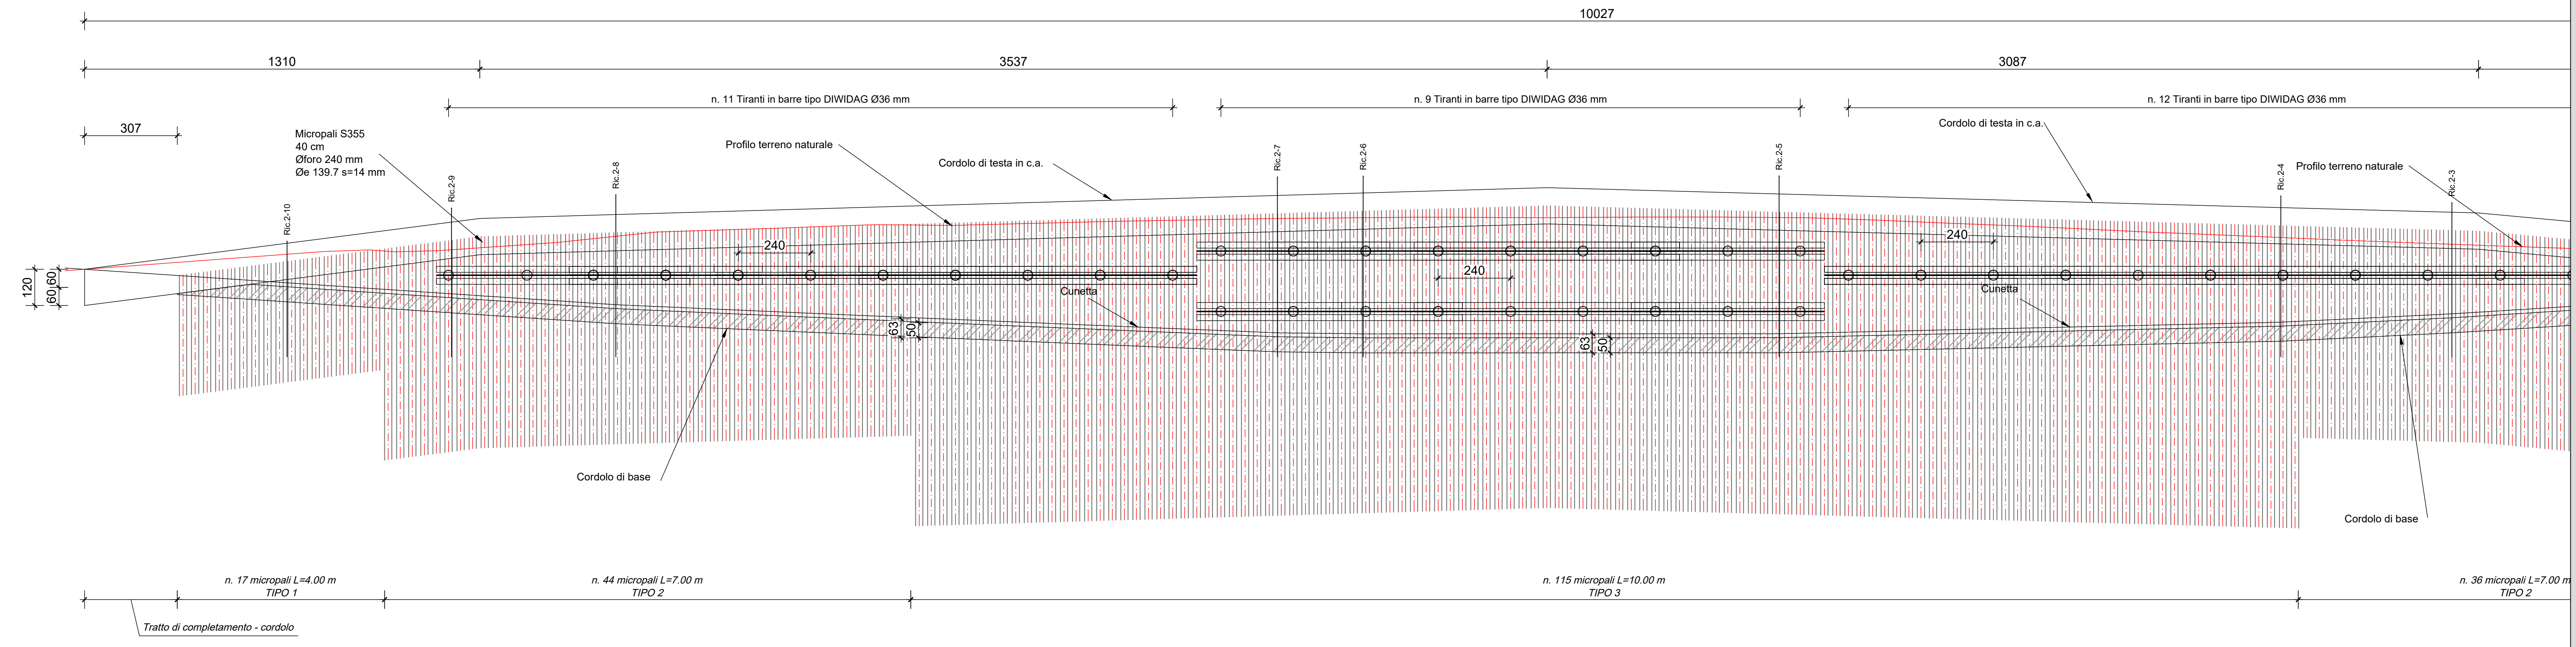 10027
1310
3537
3087
n. 11 Tiranti in barre tipo DIWIDAG Ø36 mm
n. 9 Tiranti in barre tipo DIWIDAG Ø36 mm
n. 12 Tiranti in barre tipo DIWIDAG Ø36 mm
307
Micropali S355
40 cm
Øforo 240 mm
Øe 139.7 s=14 mm
Profilo terreno naturale
Cordolo di testa in c.a.
Cordolo di testa in c.a.
Profilo terreno naturale
Ric.2-10
Ric.2-9
Ric.2-8
Ric.2-7
Ric.2-6
Ric.2-5
Ric.2-4
Ric.2-3
240
240
240
120
60
60
Cunetta
Cunetta
63
50
63
50
Cordolo di base
Cordolo di base
n. 17 micropali L=4.00 m
TIPO 1
n. 44 micropali L=7.00 m
TIPO 2
n. 115 micropali L=10.00 m
TIPO 3
n. 36 micropali L=7.00 m
TIPO 2
Tratto di completamento - cordolo